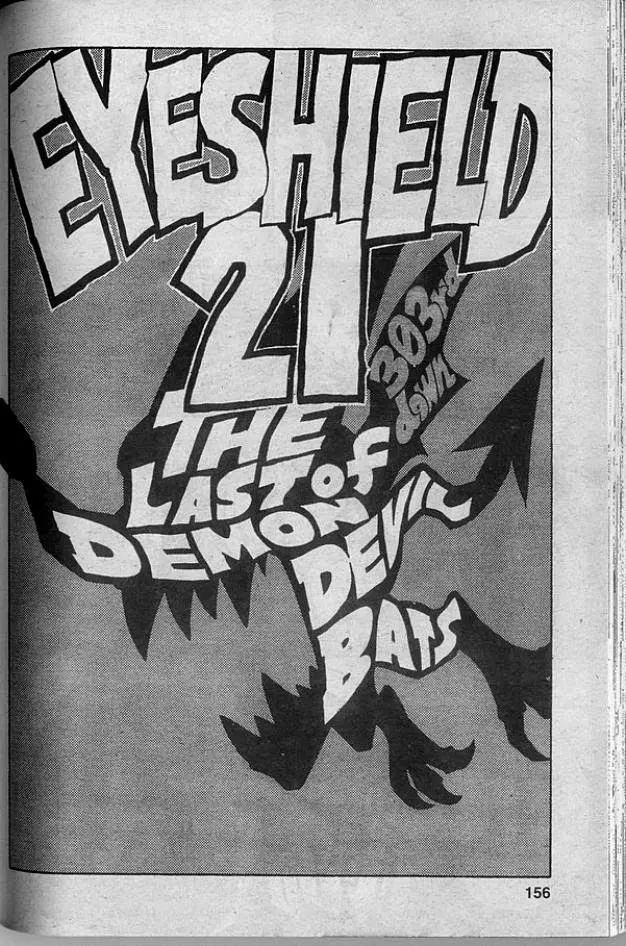 EYESHIELD
21
303rd
down
THE
LAST of
DEMON
DEVIL
BATS
156